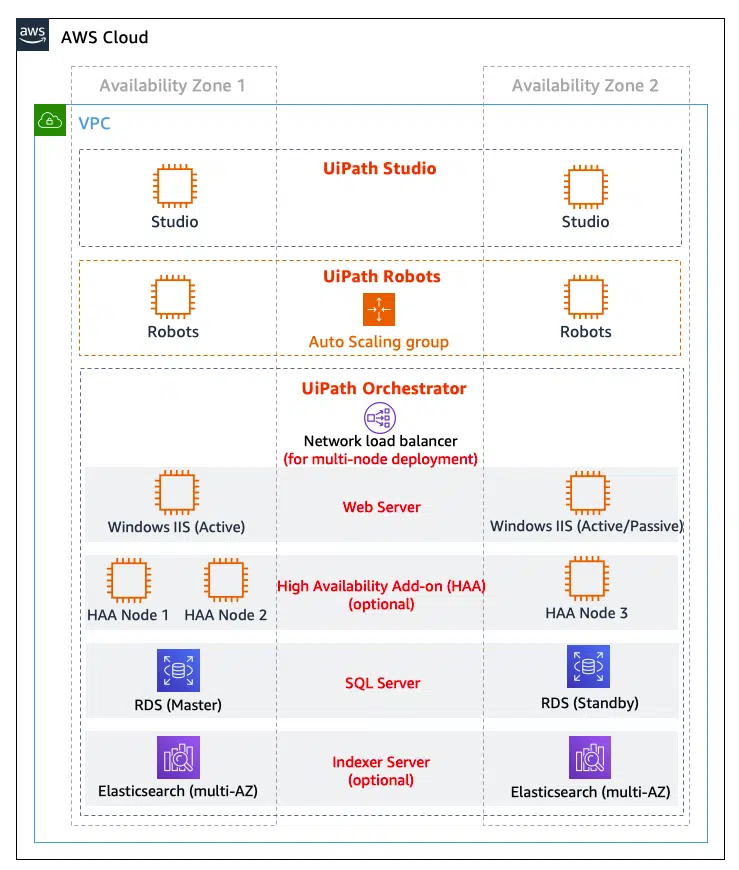 aws
AWS Cloud
Availability Zone 1
Availability Zone 2
VPC
UiPath Studio
Studio
Studio
UiPath Robots
Robots
Robots
Auto Scaling group
UiPath Orchestrator
Network load balancer
(for multi-node deployment)
Windows IIS (Active)
Web Server
Windows IIS (Active/Passive)
HAA Node 1
HAA Node 2
High Availability Add-on (HAA)
(optional)
HAA Node 3
RDS (Master)
SQL Server
RDS (Standby)
Elasticsearch (multi-AZ)
Indexer Server
(optional)
Elasticsearch (multi-AZ)